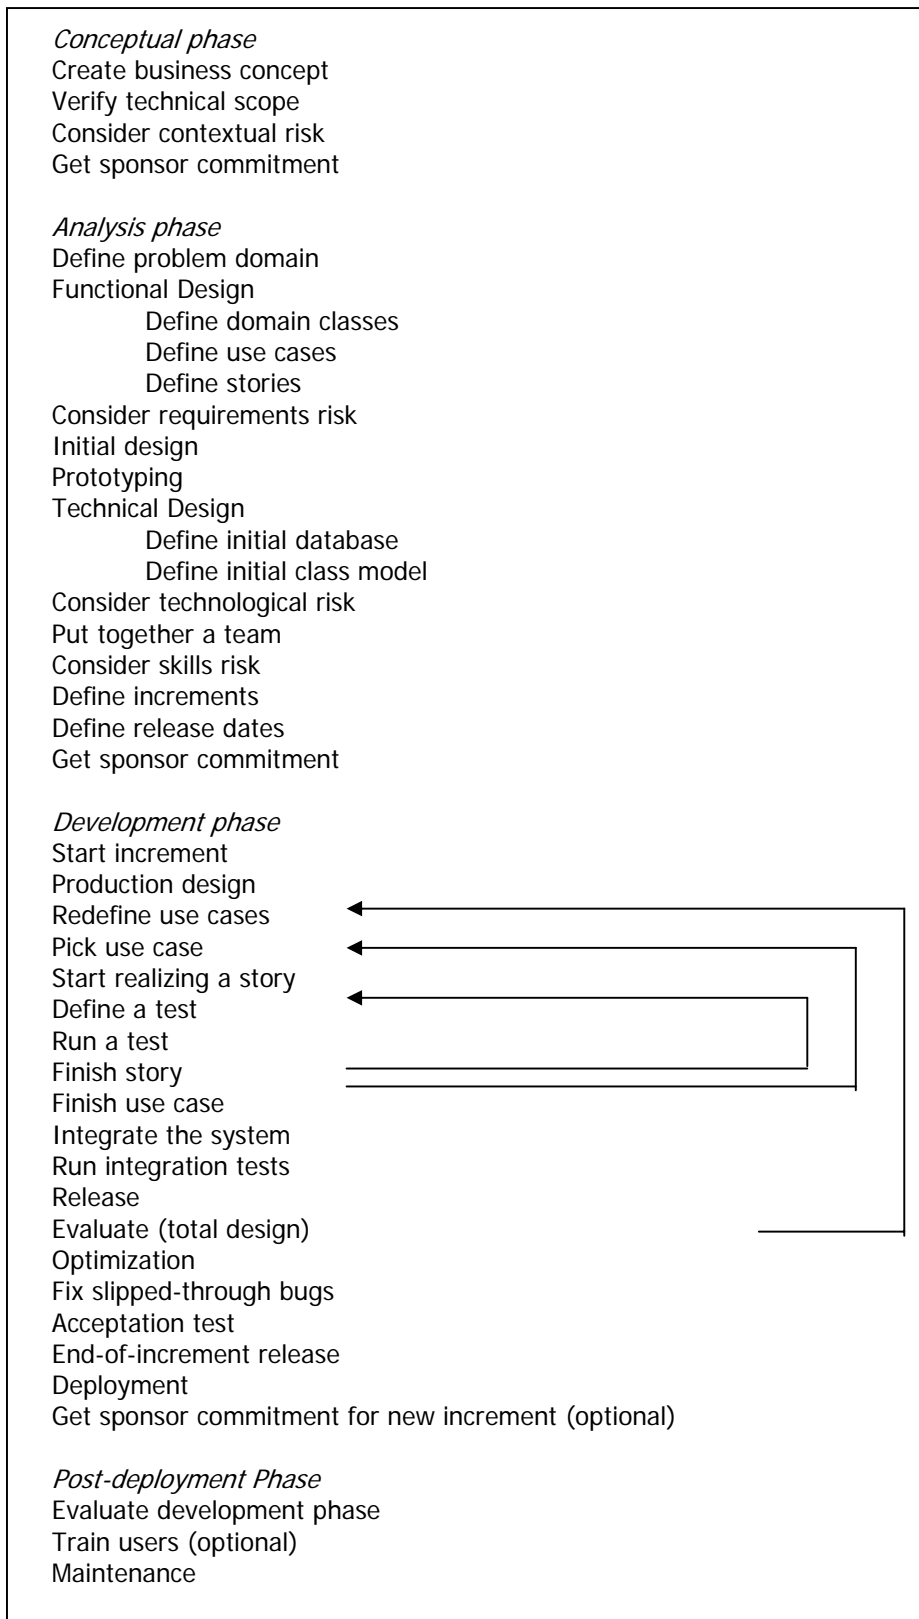 Conceptual phase
Create business concept
Verify technical scope
Consider contextual risk
Get sponsor commitment
Analysis phase
Define problem domain
Functional Design
Define domain classes
Define use cases
Define stories
Consider requirements risk
Initial design
Prototyping
Technical Design
Define initial database
Define initial class model
Consider technological risk
Put together a team
Consider skills risk
Define increments
Define release dates
Get sponsor commitment
Development phase
Start increment
Production design
Redefine use cases
Pick use case
Start realizing a story
Define a test
Run a test
Finish story
Finish use case
Integrate the system
Run integration tests
Release
Evaluate (total design)
Optimization
Fix slipped-through bugs
Acceptation test
End-of-increment release
Deployment
Get sponsor commitment for new increment (optional)
Post-deployment Phase
Evaluate development phase
Train users (optional)
Maintenance